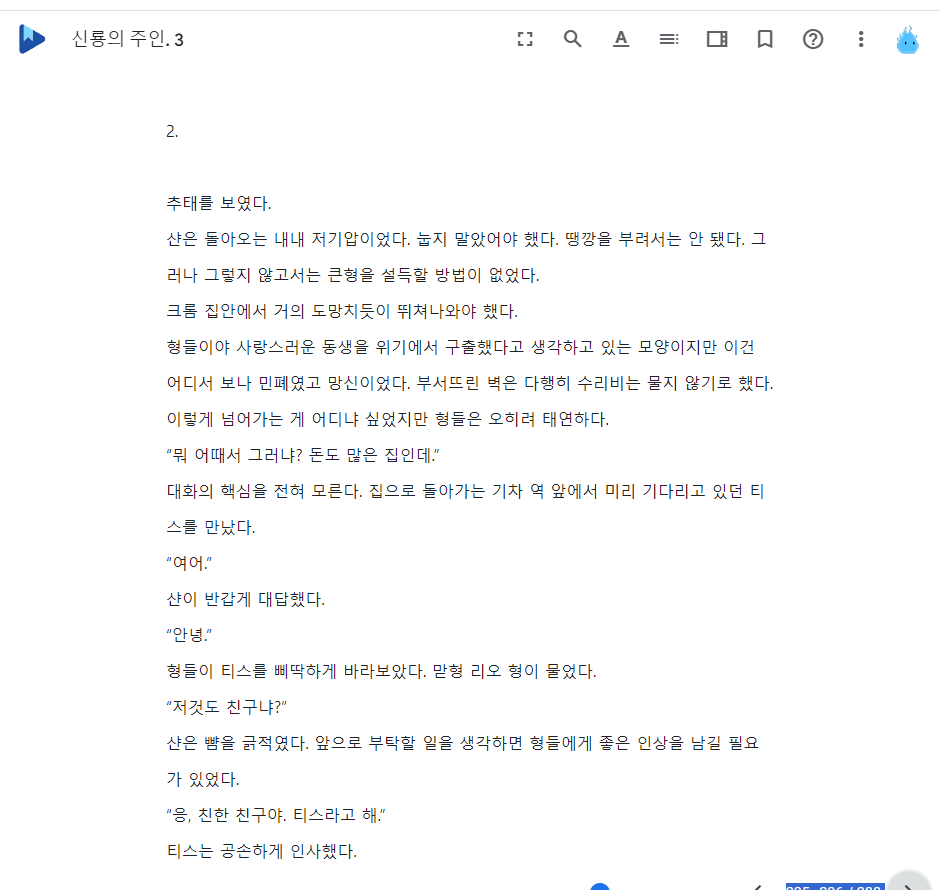 신룡의 주인. 3
2.
추태를 보였다.
샨은 돌아오는 내내 저기압이었다. 눕지 말았어야 했다. 땡깡을 부려서는 안 됐다. 그
러나 그렇지 않고서는 큰형을 설득할 방법이 없었다.
크롬 집안에서 거의 도망치듯이 뛰쳐나와야 했다.
형들이야 사랑스러운 동생을 위기에서 구출했다고 생각하고 있는 모양이지만 이건
어디서 보나 민폐였고 망신이었다. 부서뜨린 벽은 다행히 수리비는 물지 않기로 했다.
이렇게 넘어가는 게 어디냐 싶었지만 형들은 오히려 태연하다.
“뭐 어때서 그러냐? 돈도 많은 집인데.”
대화의 핵심을 전혀 모른다. 집으로 돌아가는 기차 역 앞에서 미리 기다리고 있던 티
스를 만났다.
“여어.”
샨이 반갑게 대답했다.
“안녕.”
형들이 티스를 삐딱하게 바라보았다. 맏형 리오 형이 물었다.
“저것도 친구냐?”
샨은 뺨을 긁적였다. 앞으로 부탁할 일을 생각하면 형들에게 좋은 인상을 남길 필요
가 있었다.
“응, 친한 친구야. 티스라고 해.”
티스는 공손하게 인사했다.